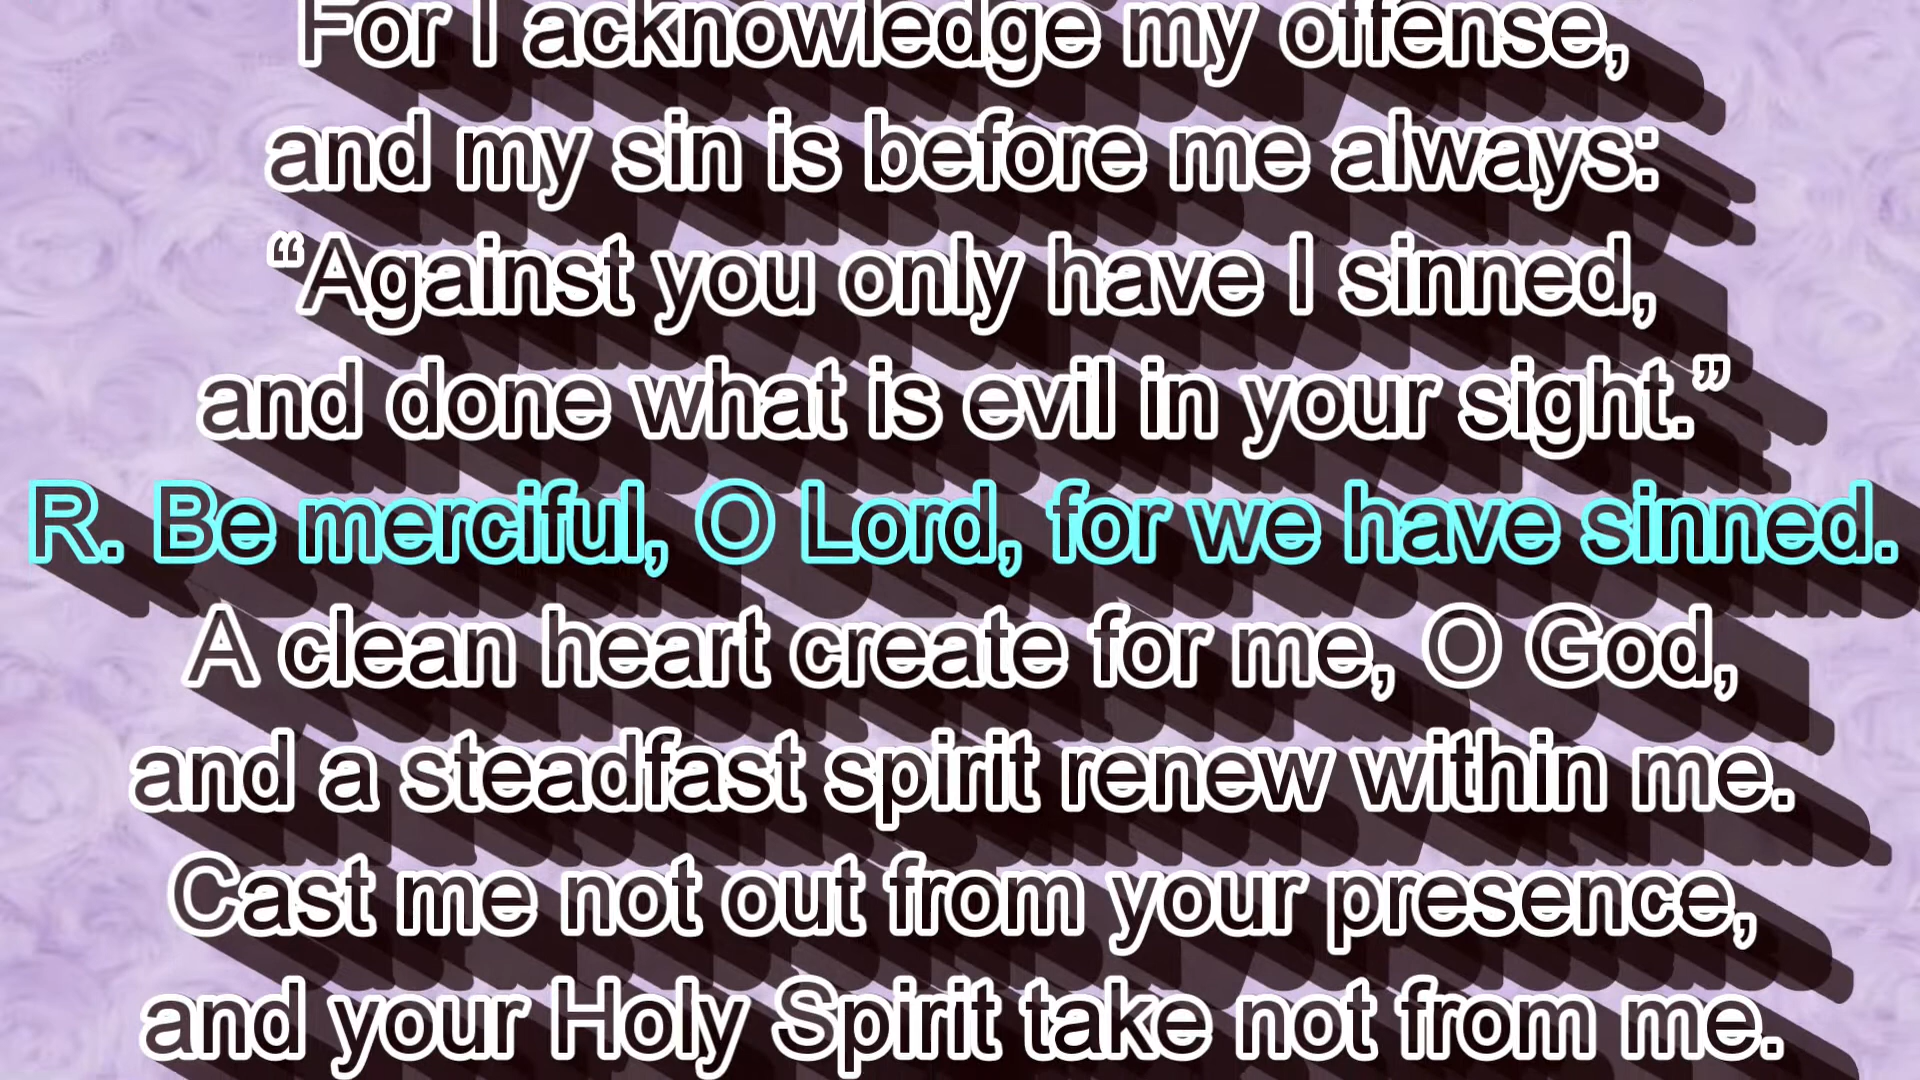 For I acknowledge my offense,
and my sin is before me always:
“Against you only have I sinned,
and done what is evil in your sight.”
R. Be merciful, O Lord, for we have sinned.
A clean heart create for me, O God,
and a steadfast spirit renew within me.
Cast me not out from your presence,
and your Holy Spirit take not from me.